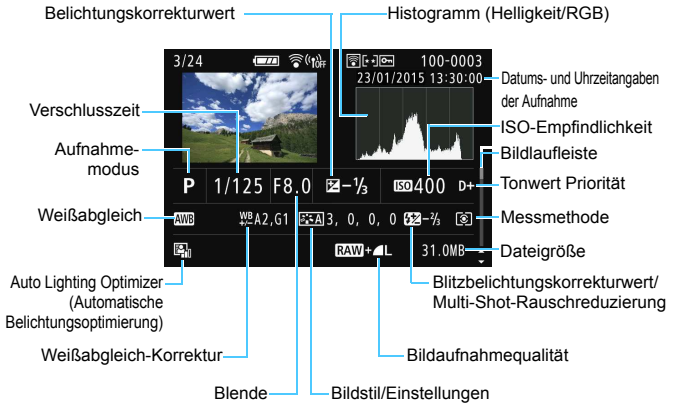 Belichtungskorrekturwert
Histogramm (Helligkeit/RGB)
3/24
OFF
100-0003
23/01/2015 13:30:00
Datums- und Uhrzeitangaben
der Aufnahme
Verschlusszeit
ISO-Empfindlichkeit
Aufnahme-
modus
Bildlaufleiste
P 1/125 F8.0 -⅓ ISO 400 D+
Tonwert Priorität
Weißabgleich
AWB WB A2,G1 A 3, 0, 0, 0 -⅔
Messmethode
RAW+L 31.0MB
Dateigröße
Auto Lighting Optimizer
(Automatische
Belichtungsoptimierung)
Blitzbelichtungskorrekturwert/
Multi-Shot-Rauschreduzierung
Weißabgleich-Korrektur
Bildaufnahmequalität
Blende
Bildstil/Einstellungen